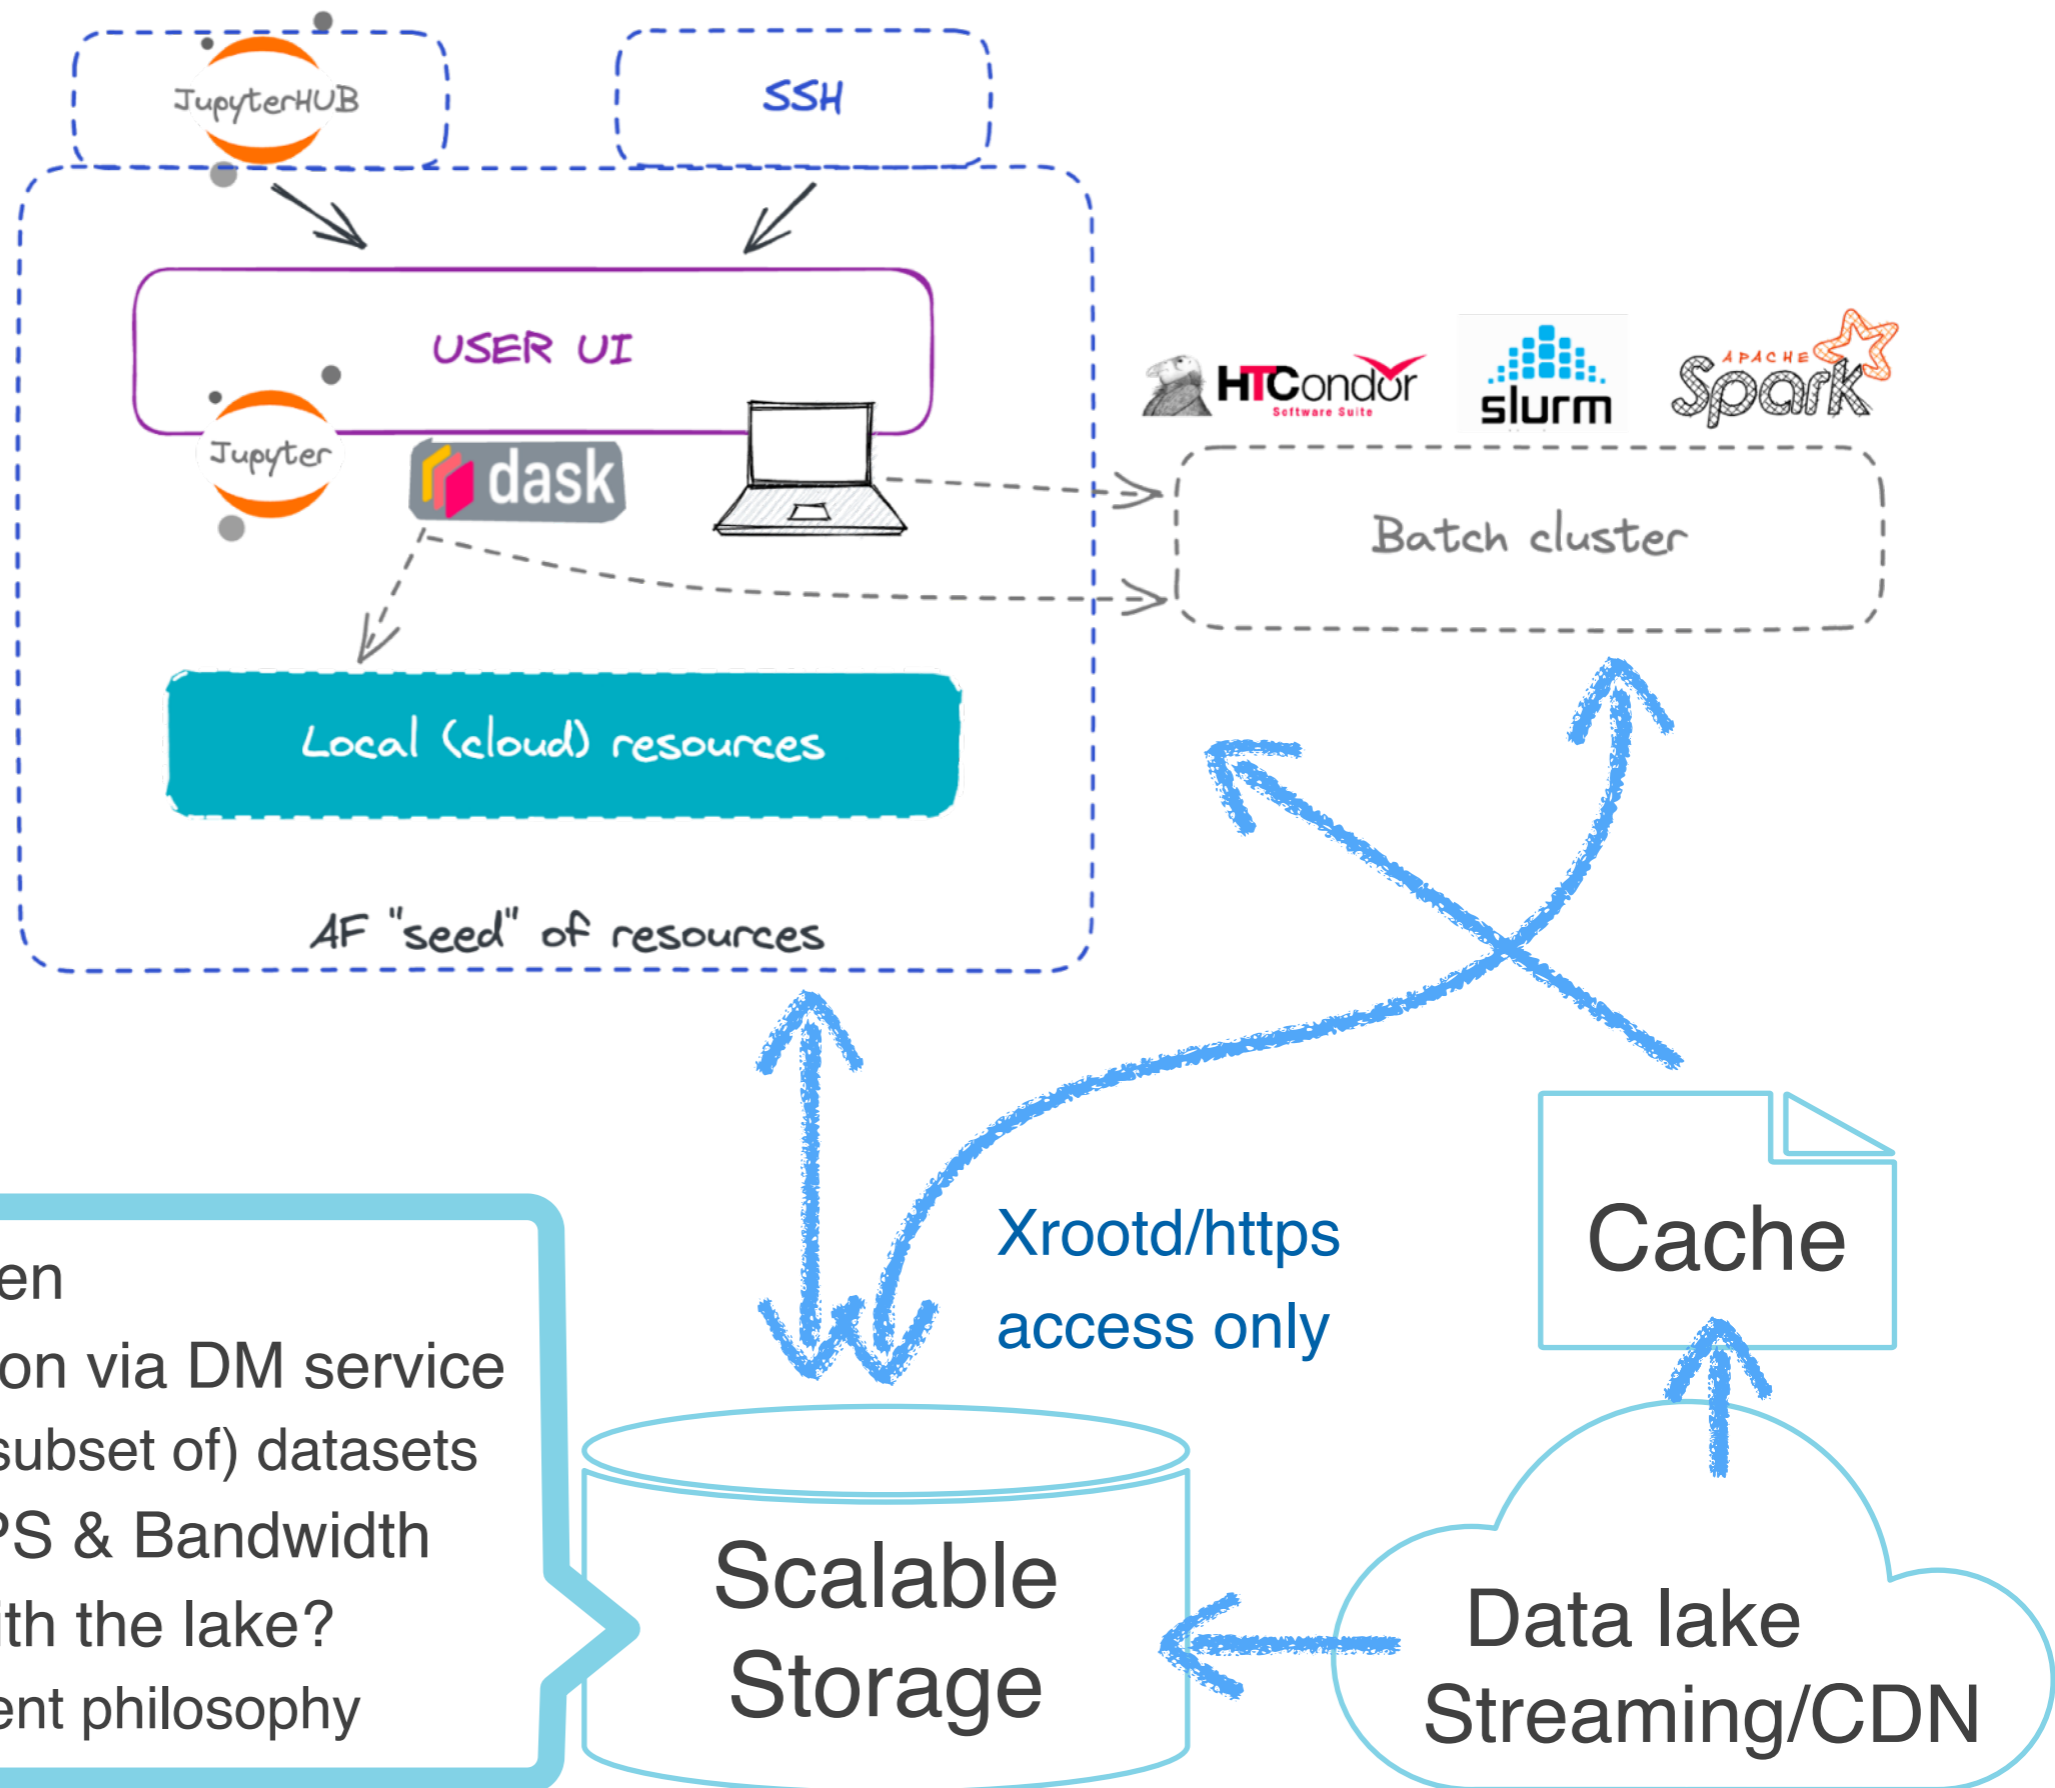 JupyterHUB
SSH
USER UI
Jupyter
dask
HTCondor
Software Suite
slurm
APACHE
Spark
Batch cluster
Local (cloud) resources
AF "seed" of resources
Xrootd/https
access only
Cache
en
on via DM service
subset of) datasets
PS & Bandwidth
ith the lake?
ent philosophy
Scalable
Storage
Data lake
Streaming/CDN